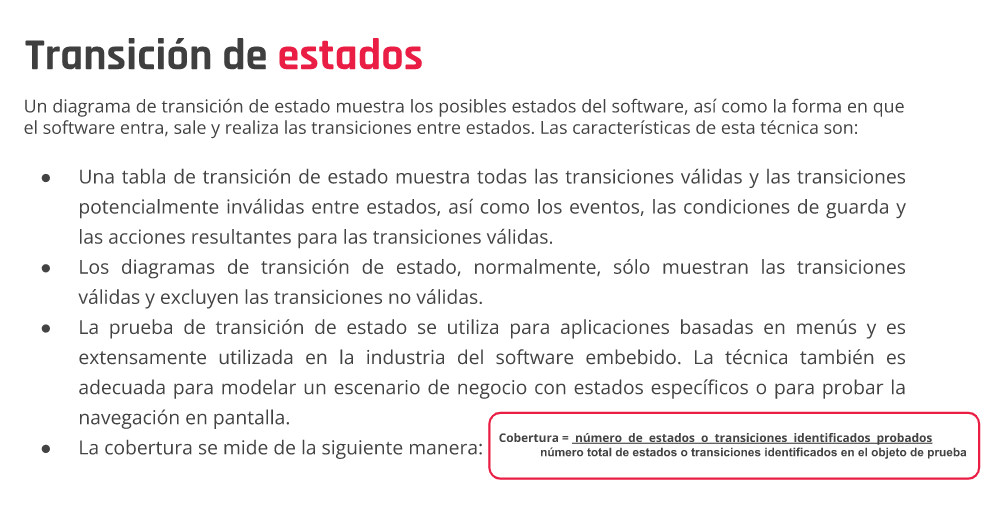 Transición de estados
Un diagrama de transición de estado muestra los posibles estados del software, así como la forma en que
el software entra, sale y realiza las transiciones entre estados. Las características de esta técnica son:
● Una tabla de transición de estado muestra todas las transiciones válidas y las transiciones
potencialmente inválidas entre estados, así como los eventos, las condiciones de guarda y
las acciones resultantes para las transiciones válidas.
● Los diagramas de transición de estado, normalmente, sólo muestran las transiciones
válidas y excluyen las transiciones no válidas.
● La prueba de transición de estado se utiliza para aplicaciones basadas en menús y es
extensamente utilizada en la industria del software embebido. La técnica también es
adecuada para modelar un escenario de negocio con estados específicos o para probar la
navegación en pantalla.
● La cobertura se mide de la siguiente manera:
Cobertura = número de estados o transiciones identificados probados
número total de estados o transiciones identificados en el objeto de prueba